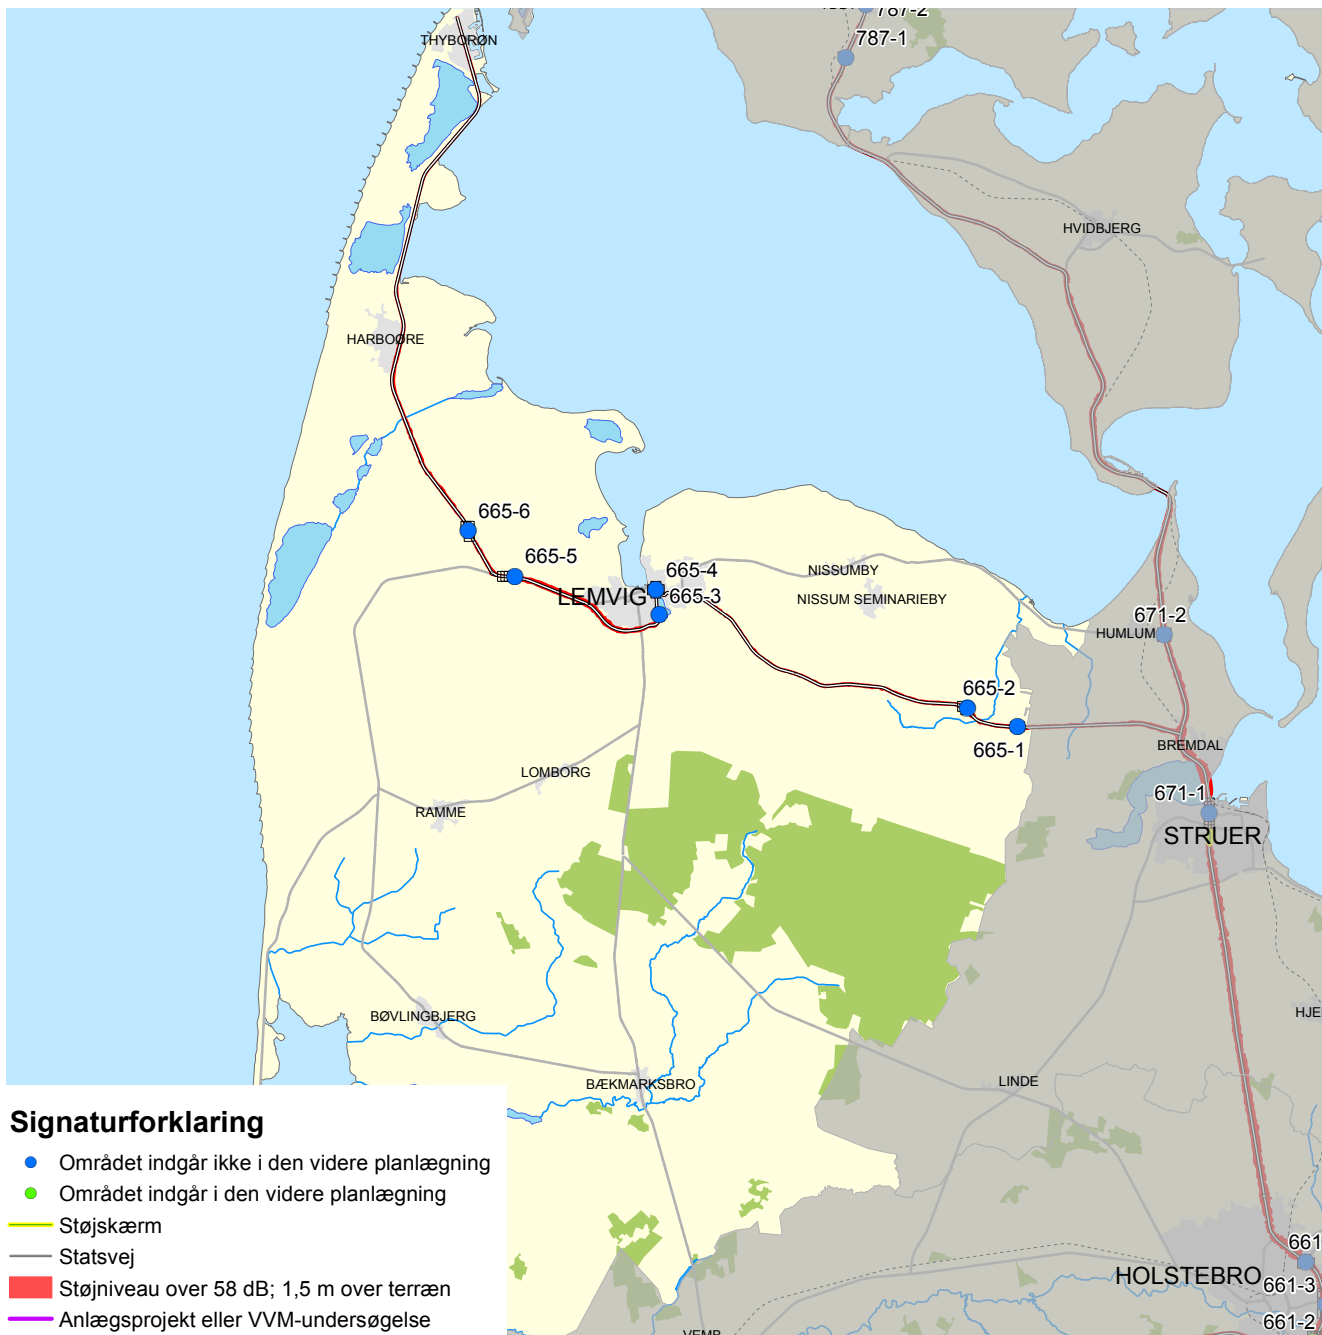 787-2
THYBORØN
787-1
HVIDBJERG
HARBOØRE
665-6
665-5
665-4
NISSUMBY
LEMVIG
665-3
NISSUM SEMINARIEBY
671-2
HUMLUM
665-2
665-1
BREMDAL
LOMBORG
671-1
RAMME
STRUER
BØVLINGBJERG
HJE
BÆKMARKSBRO
LINDE
Signaturforklaring
Området indgår ikke i den videre planlægning
Området indgår i den videre planlægning
Støjskærm
Statsvej
Støjniveau over 58 dB; 1,5 m over terræn
Anlægsprojekt eller VVM-undersøgelse
661
HOLSTEBRO
661-3
661-2
VEMB